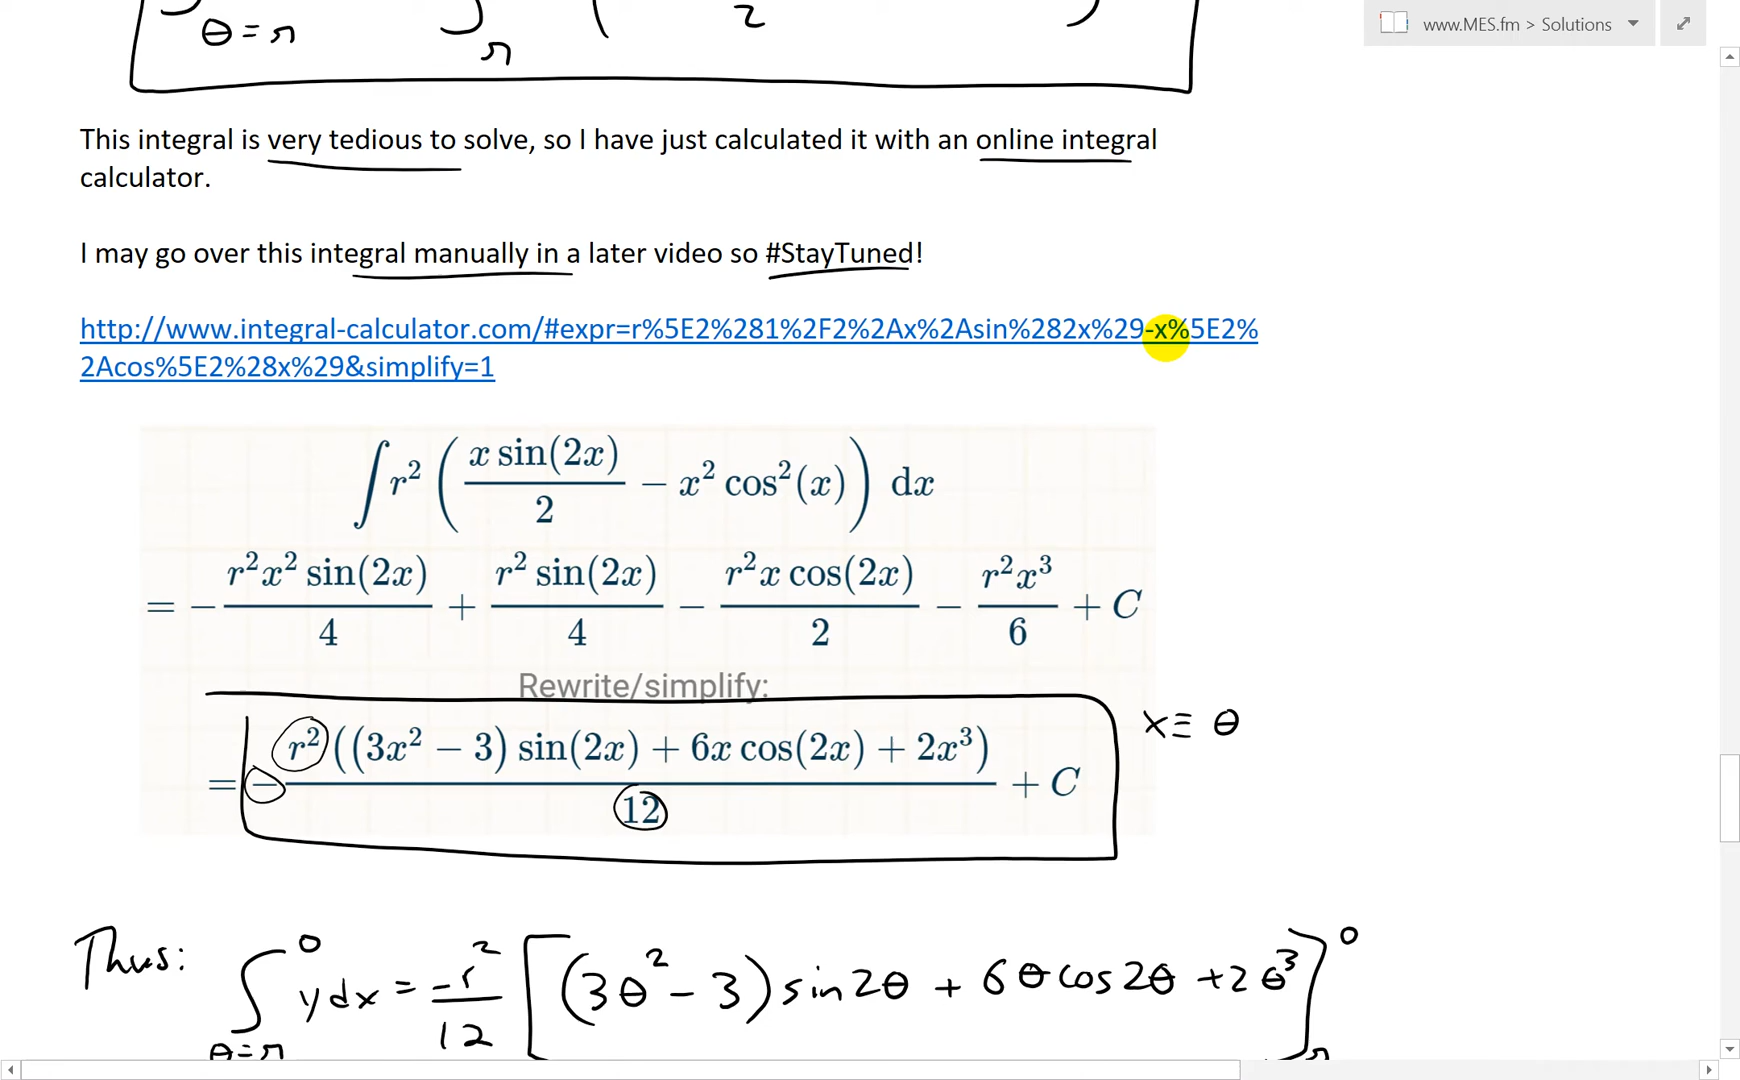 www.MES.fm > Solutions
θ = π
π
2
This integral is very tedious to solve, so I have just calculated it with an online integral
calculator.
I may go over this integral manually in a later video so #StayTuned!
http://www.integral-calculator.com/#expr=r%5E2%281%2F2%2Ax%2Asin%282x%29-x%5E2%
2Acos%5E2%28x%29&simplify=1
∫ r² ( x sin(2x) / 2 − x² cos²(x) ) dx
= − r²x² sin(2x) / 4 + r² sin(2x) / 4 − r²x cos(2x) / 2 − r²x³ / 6 + C
Rewrite/simplify:
= − r² ((3x² − 3) sin(2x) + 6x cos(2x) + 2x³) / 12 + C
x ≡ θ
Thus: ∫_{θ=π}^{0} y dx = −r² / 12 [ (3θ² − 3) sin 2θ + 6θ cos 2θ + 2θ³ ]_{π}^{0}